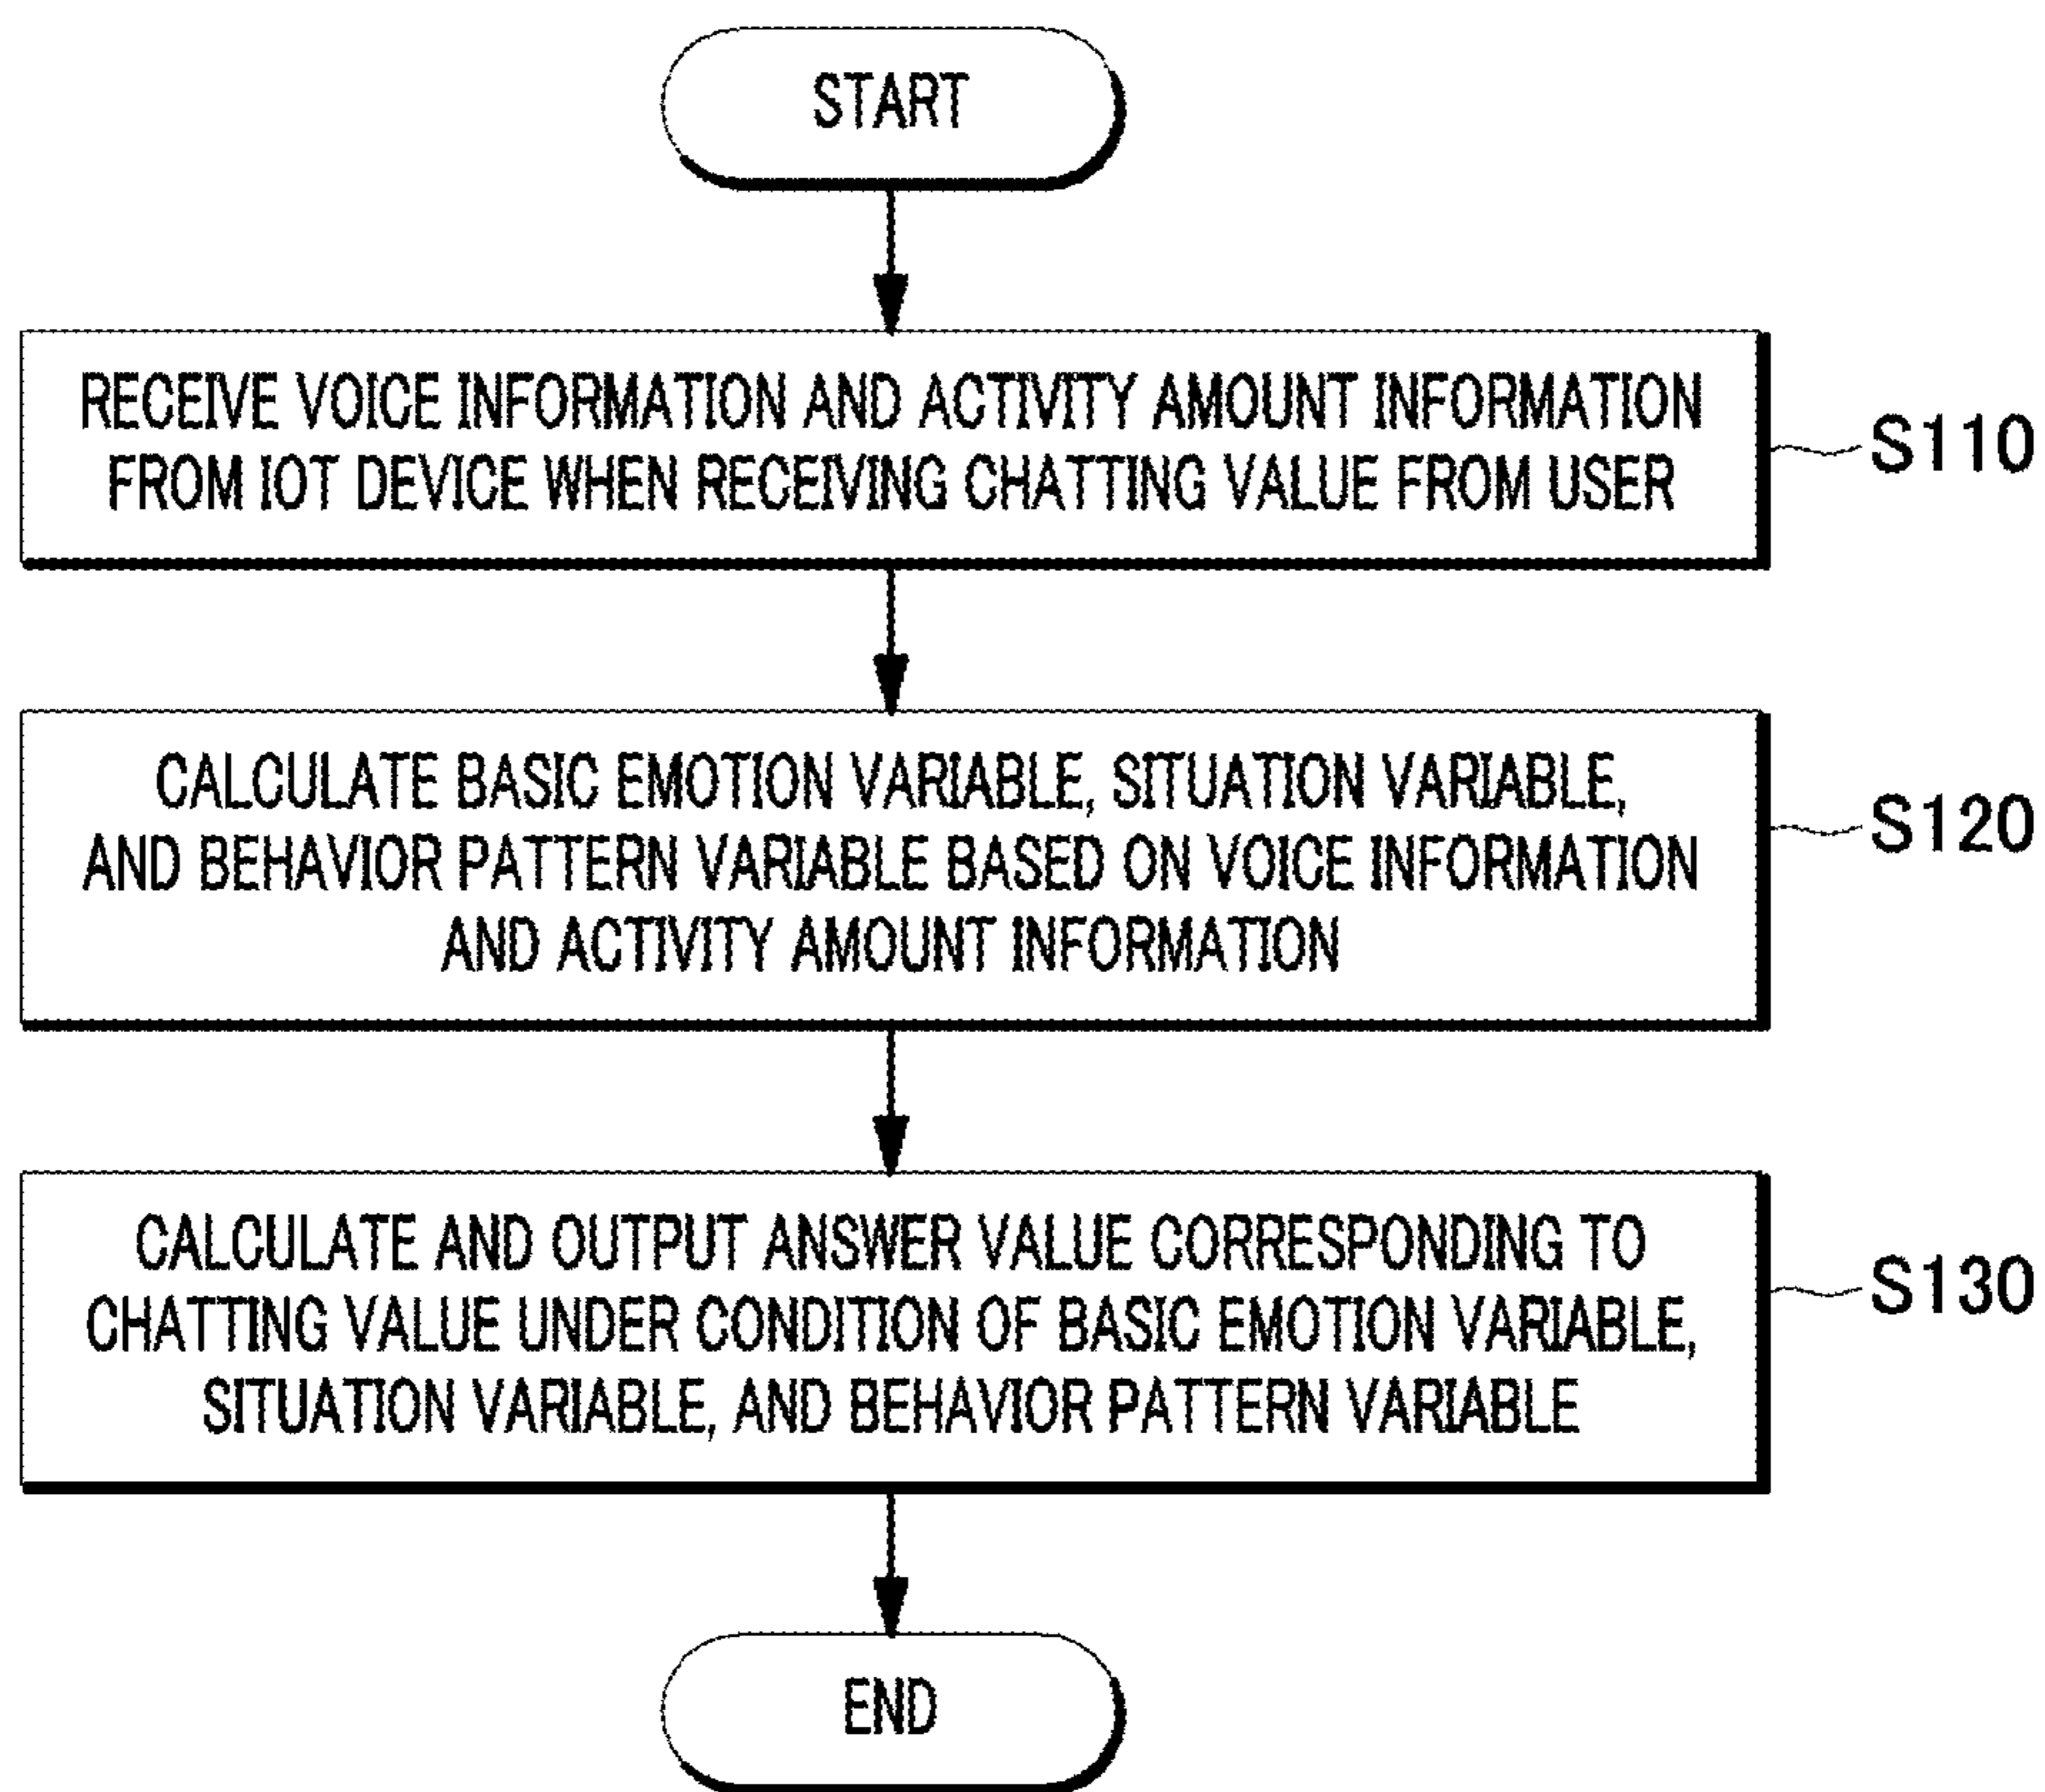 START
RECEIVE VOICE INFORMATION AND ACTIVITY AMOUNT INFORMATION
FROM IOT DEVICE WHEN RECEIVING CHATTING VALUE FROM USER
S110
CALCULATE BASIC EMOTION VARIABLE, SITUATION VARIABLE,
AND BEHAVIOR PATTERN VARIABLE BASED ON VOICE INFORMATION
AND ACTIVITY AMOUNT INFORMATION
S120
CALCULATE AND OUTPUT ANSWER VALUE CORRESPONDING TO
CHATTING VALUE UNDER CONDITION OF BASIC EMOTION VARIABLE,
SITUATION VARIABLE, AND BEHAVIOR PATTERN VARIABLE
S130
END